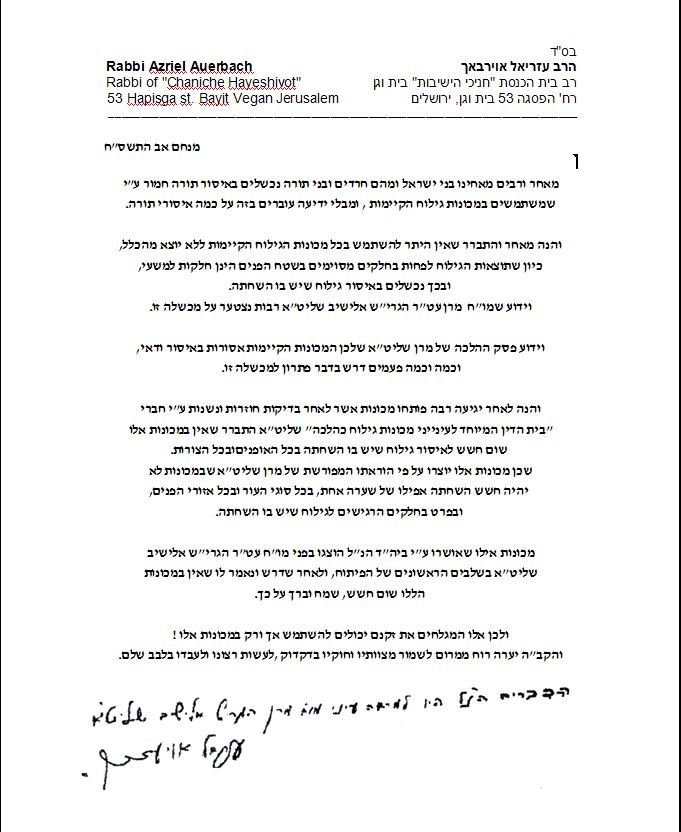 בס"ד
Rabbi Azriel Auerbach הרב עזריאל אוירבאך
Rabbi of "Chaniche Hayeshivot" רב בית הכנסת "חניכי הישיבות" בית וגן
53 Hapisga st. Bayit Vegan Jerusalem רח' הפסגה 53 בית וגן, ירושלים
מנחם אב התשס״ח
מאחר ורבים מאחינו בני ישראל ומהם חרדים ובני תורה נכשלים באיסור תורה חמור ע״י
שמשתמשים במכונות גילוח הקיימות , ומבלי ידיעה עוברים בזה על כמה איסורי תורה.
והנה מאחר והתברר שאין היתר להשתמש בכל מכונות הגילוח הקיימות ללא יוצא מהכלל,
כיון שתוצאות הגילוח לפחות בחלקים מסוימים בשטח הפנים הינן חלקות למשעי,
ובכך נכשלים באיסור גילוח שיש בו השחתה.
וידוע שמו״ח מרן עט״ר הגרי״ש אלישיב שליט״א רבות נצטער על מכשלה זו.
וידוע פסק ההלכה של מרן שליט״א שלכן המכונות הקיימות אסורות באיסור ודאי,
וכמה וכמה פעמים דרש בדבר פתרון למכשלה זו.
והנה לאחר יגיעה רבה פותחו מכונות אשר לאחר בדיקות חוזרות ונשנות ע״י חברי
״בית הדין המיוחד לעינייני מכונות גילוח כהלכה״ שליט״א התברר שאין במכונות אלו
שום חשש לאיסור גילוח שיש בו השחתה בכל האופנים ובכל הצורות.
שכן מכונות אלו יוצרו על פי הוראתו המפורשת של מרן שליט״א שבמכונות לא
יהיה חשש השחתה אפילו של שערה אחת, בכל סוגי העור ובכל אזורי הפנים,
ובפרט בחלקים הרגישים לגילוח שיש בו השחתה.
מכונות אילו שאושרו ע״י ביה״ד הנ״ל הוצגו בפני מו״ח עט״ר הגרי״ש אלישיב
שליט״א בשלבים הראשונים של הפיתוח, ולאחר שדרש ונאמר לו שאין במכונות
הללו שום חשש, שמח וברך על כך.
ולכן אלו המגלחים את זקנם יכולים להשתמש אך ורק במכונות אלו !
והקב״ה יערה רוח ממרום לשמור מצוותיו וחוקיו בדקדוק, לעשות רצונו ולעבדו בלבב שלם.
הדברים הנ״ל היו למראה עיני מו״ח מרן הגרי״ש אלישיב שליט״א
עזריאל אוירבאך